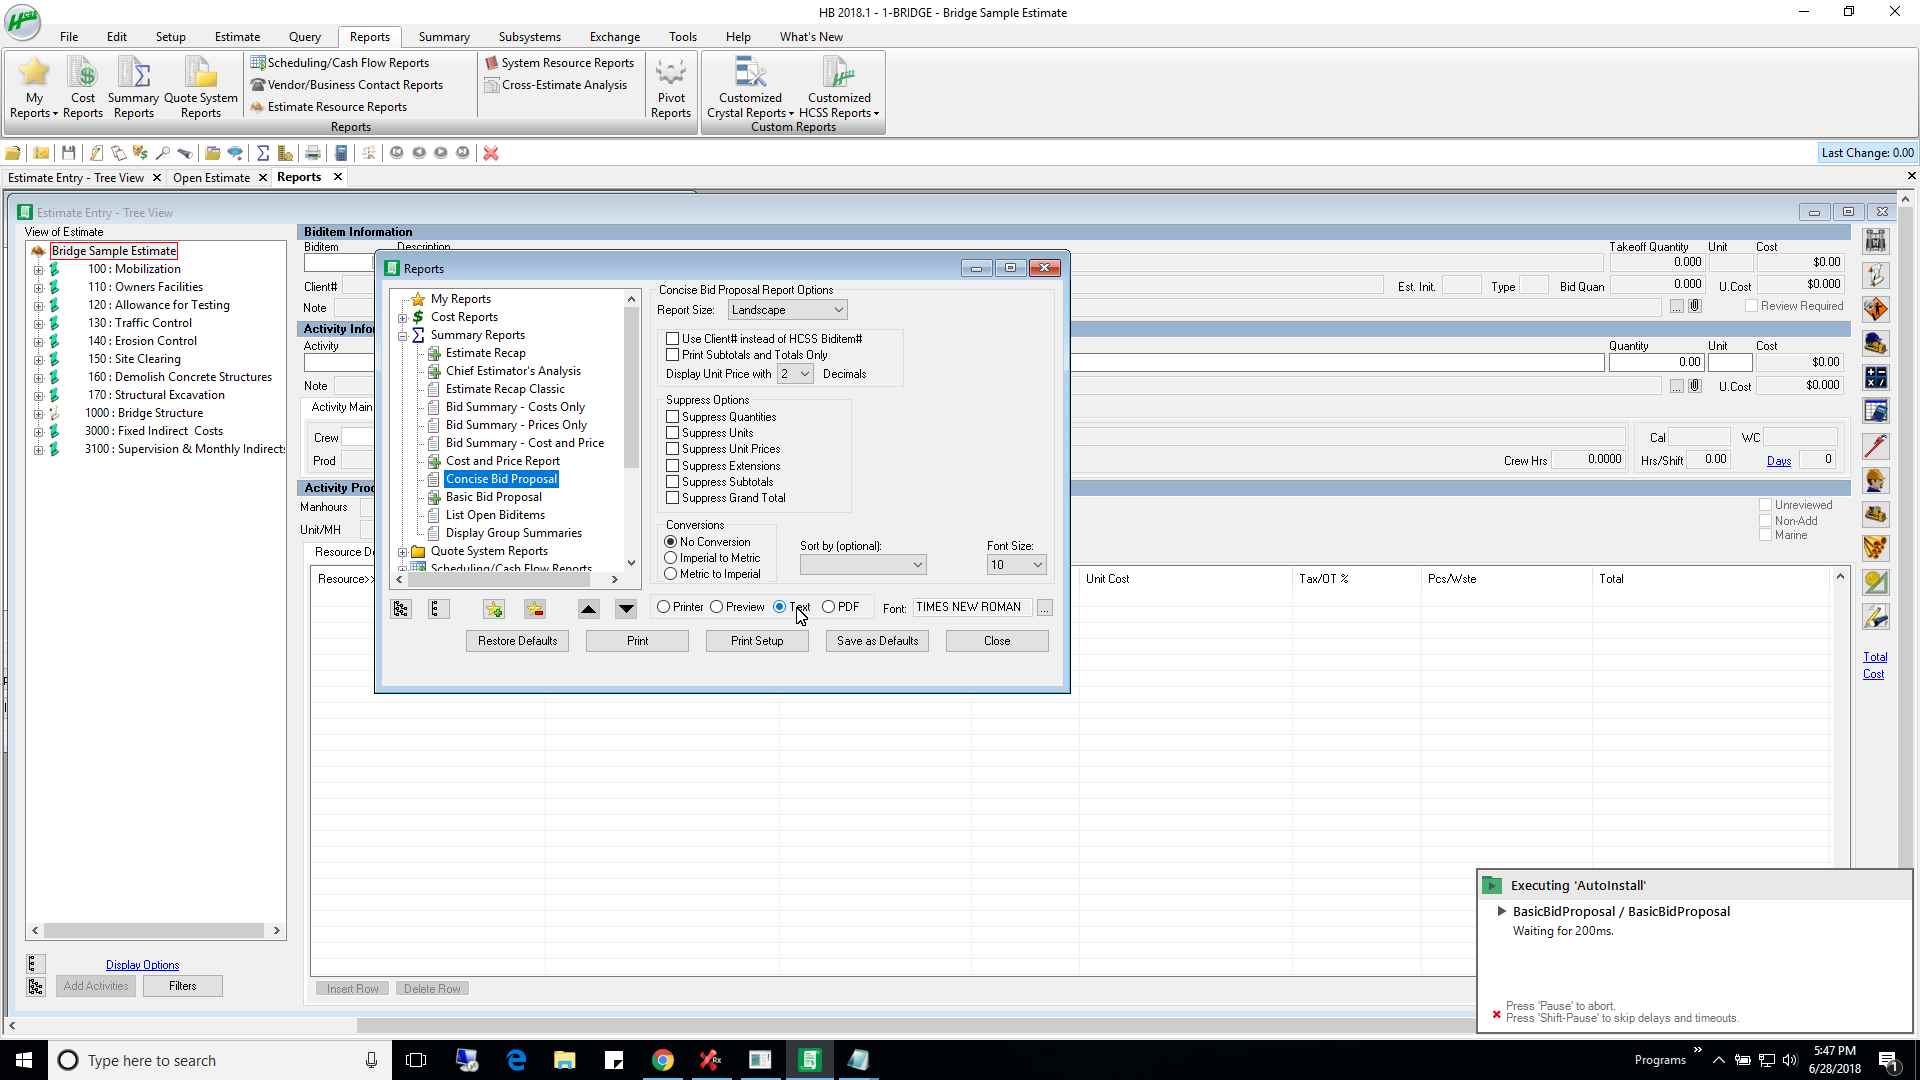 HB 2018.1 - 1-BRIDGE - Bridge Sample Estimate
File Edit Setup Estimate Query Reports Summary Subsystems Exchange Tools Help What's New
My Reports
Cost Reports
Summary Reports
Quote System Reports
Scheduling/Cash Flow Reports
Vendor/Business Contact Reports
Estimate Resource Reports
System Resource Reports
Cross-Estimate Analysis
Pivot Reports
Customized Crystal Reports
Customized HCSS Reports
Reports
Custom Reports
Last Change: 0.00
Estimate Entry - Tree View
Open Estimate
Reports
Estimate Entry - Tree View
View of Estimate
Bridge Sample Estimate
100 : Mobilization
110 : Owners Facilities
120 : Allowance for Testing
130 : Traffic Control
140 : Erosion Control
150 : Site Clearing
160 : Demolish Concrete Structures
170 : Structural Excavation
1000 : Bridge Structure
3000 : Fixed Indirect Costs
3100 : Supervision & Monthly Indirects
Display Options
Add Activities
Filters
Biditem Information
Biditem Description
Takeoff Quantity Unit Cost
0.000 $0.00
Client# Est. Init. Type Bid Quan 0.000 U.Cost $0.000
Note ... Review Required
Activity Infor
Activity
Quantity Unit Cost
0.00 $0.00
Note ... U.Cost $0.000
Activity Main
Crew
Prod
Cal WC
Crew Hrs 0.0000 Hrs/Shift 0.00 Days 0
Activity Proc
Manhours
Unit/MH
Unreviewed
Non-Add
Marine
Resource De
Resource>> Unit Cost Tax/OT % Pcs/Wste Total
Insert Row
Delete Row
Total Cost
Reports
My Reports
Cost Reports
Summary Reports
Estimate Recap
Chief Estimator's Analysis
Estimate Recap Classic
Bid Summary - Costs Only
Bid Summary - Prices Only
Bid Summary - Cost and Price
Cost and Price Report
Concise Bid Proposal
Basic Bid Proposal
List Open Biditems
Display Group Summaries
Quote System Reports
Scheduling/Cash Flow Reports
Concise Bid Proposal Report Options
Report Size: Landscape
Use Client# instead of HCSS Biditem#
Print Subtotals and Totals Only
Display Unit Price with 2 Decimals
Suppress Options
Suppress Quantities
Suppress Units
Suppress Unit Prices
Suppress Extensions
Suppress Subtotals
Suppress Grand Total
Conversions
No Conversion
Imperial to Metric
Metric to Imperial
Sort by (optional):
Font Size:
10
Printer Preview Text PDF Font: TIMES NEW ROMAN ...
Restore Defaults
Print
Print Setup
Save as Defaults
Close
Executing 'AutoInstall'
BasicBidProposal / BasicBidProposal
Waiting for 200ms.
Press 'Pause' to abort.
Press 'Shift-Pause' to skip delays and timeouts.
Type here to search
Programs
5:47 PM
6/28/2018
1